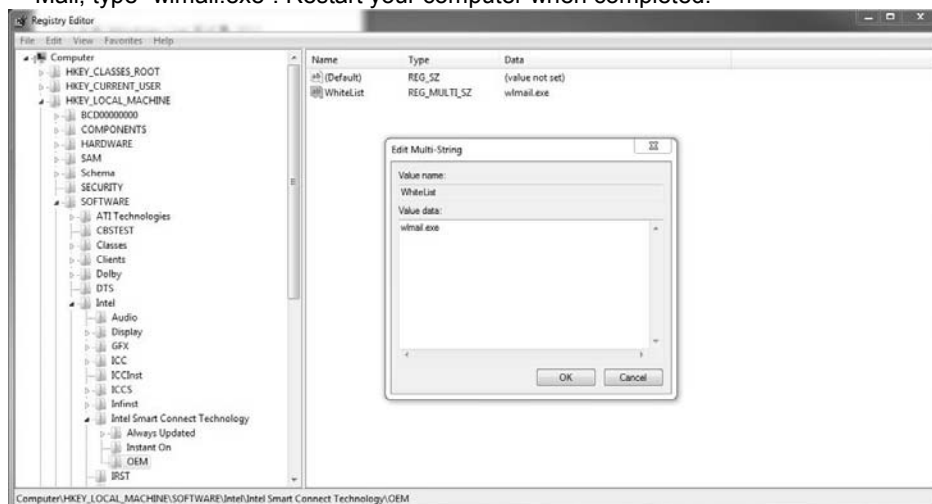 Mail, type "wlmail.exe". Restart your computer when completed.
Registry Editor
File Edit View Favorites Help
Computer
HKEY_CLASSES_ROOT
HKEY_CURRENT_USER
HKEY_LOCAL_MACHINE
BCD00000000
COMPONENTS
HARDWARE
SAM
Schema
SECURITY
SOFTWARE
ATI Technologies
CBSTEST
Classes
Clients
Dolby
DTS
Intel
Audio
Display
GFX
ICC
ICCInst
ICCS
Infinst
Intel Smart Connect Technology
Always Updated
Instant On
OEM
IRST
Name Type Data
(Default) REG_SZ (value not set)
WhiteList REG_MULTI_SZ wlmail.exe
Edit Multi-String
Value name:
WhiteList
Value data:
wlmail.exe
OK Cancel
Computer\HKEY_LOCAL_MACHINE\SOFTWARE\Intel\Intel Smart Connect Technology\OEM